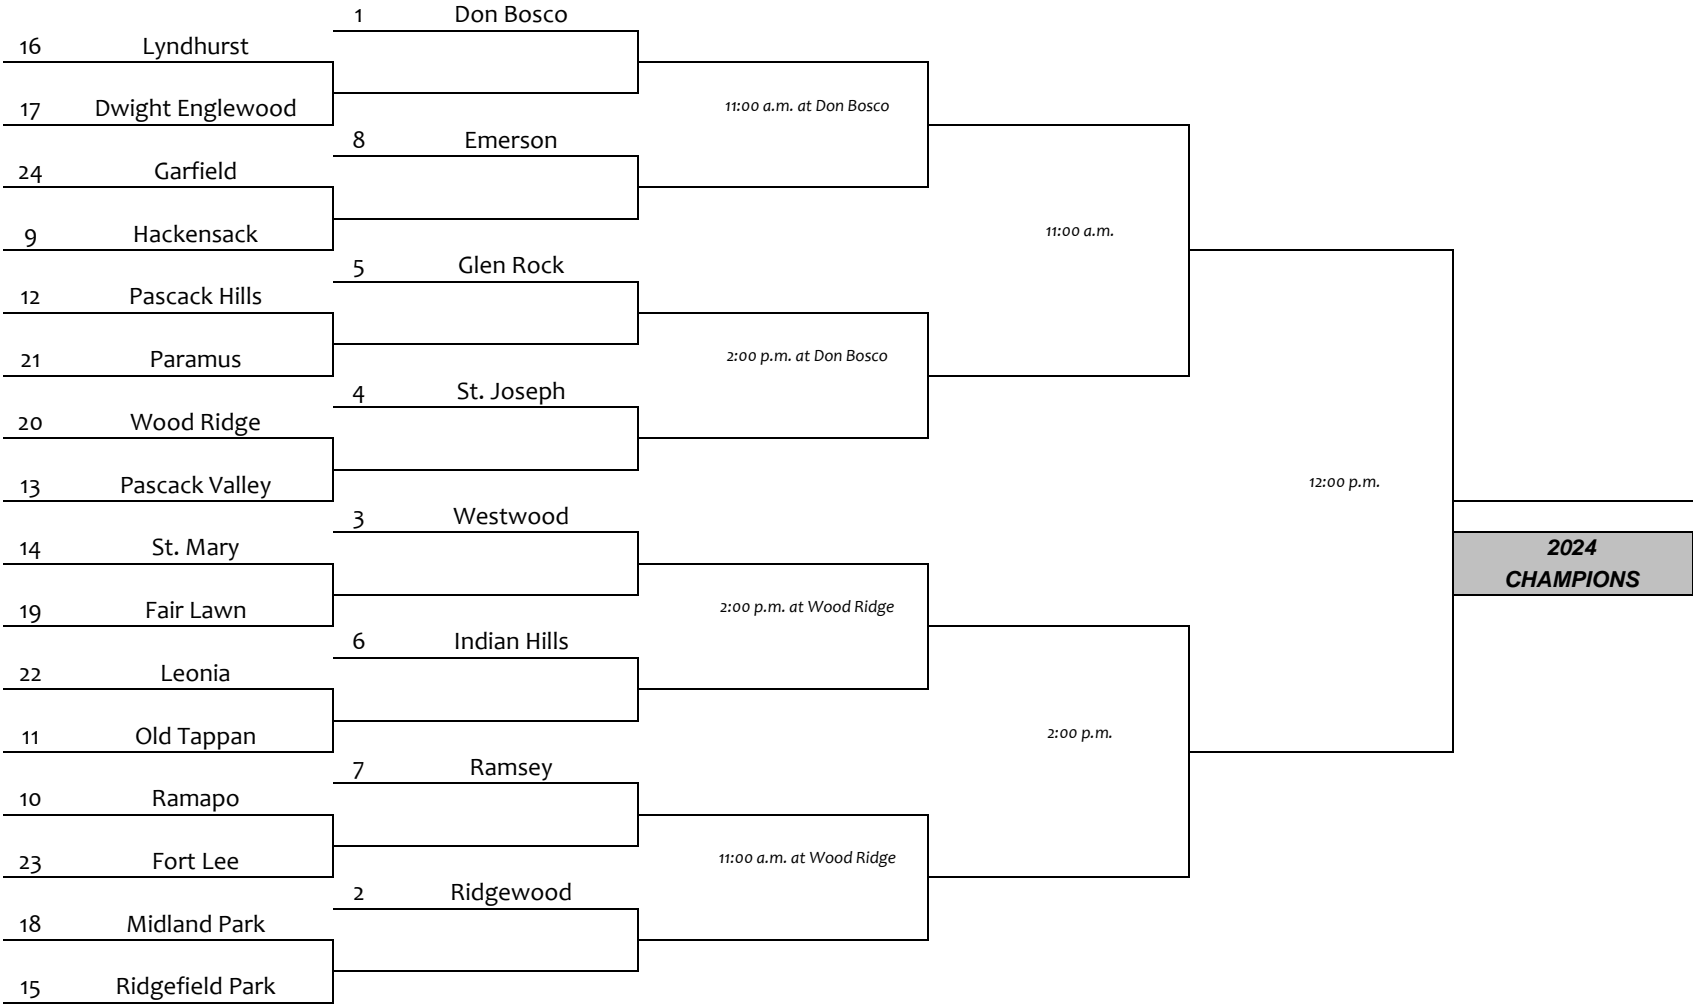 1 Don Bosco
16 Lyndhurst
17 Dwight Englewood
11:00 a.m. at Don Bosco
8 Emerson
24 Garfield
9 Hackensack
11:00 a.m.
5 Glen Rock
12 Pascack Hills
21 Paramus
2:00 p.m. at Don Bosco
4 St. Joseph
20 Wood Ridge
13 Pascack Valley
12:00 p.m.
3 Westwood
14 St. Mary
2024
CHAMPIONS
19 Fair Lawn
2:00 p.m. at Wood Ridge
6 Indian Hills
22 Leonia
11 Old Tappan
2:00 p.m.
7 Ramsey
10 Ramapo
23 Fort Lee
11:00 a.m. at Wood Ridge
2 Ridgewood
18 Midland Park
15 Ridgefield Park